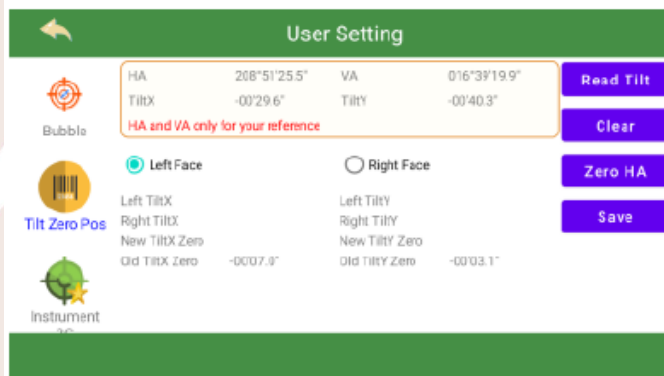 User Setting
HA 208°51'25.5" VA 016°39'19.9"
TiltX -00'29.6" TiltY -00'40.3"
HA and VA only for your reference
Read Tilt
Clear
Zero HA
Save
Bubble
Tilt Zero Pos
Instrument
Left Face Right Face
Left TiltX Left TiltY
Right TiltX Right TiltY
New TiltX Zero New TiltY Zero
Old TiltX Zero Old TiltY Zero -00'03.1"